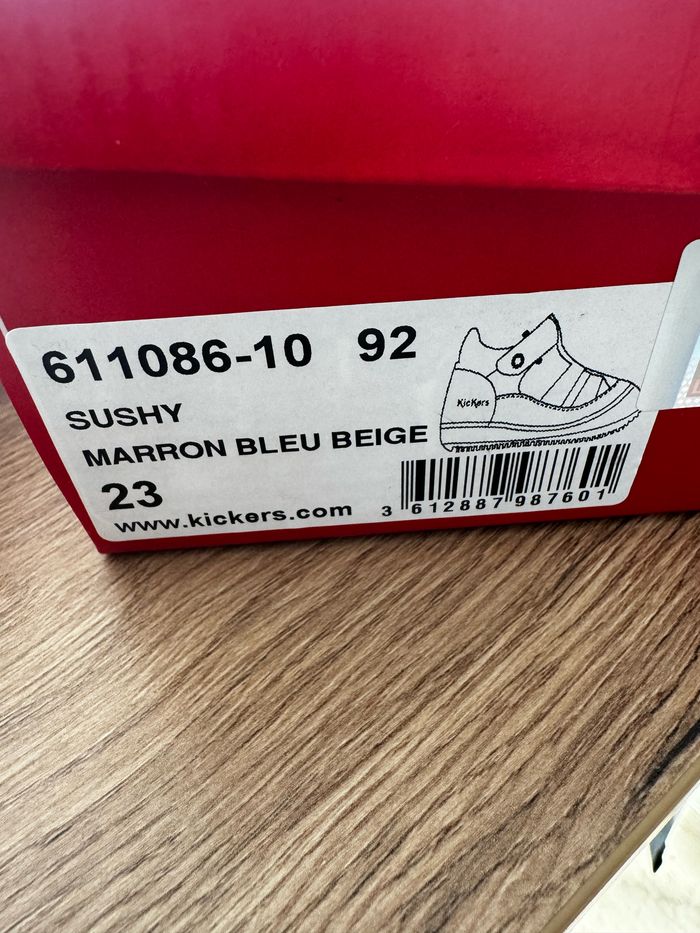 611086-10 92
SUSHY
MARRON BLEU BEIGE
23
www.kickers.com
KicKers
3 612887 987601